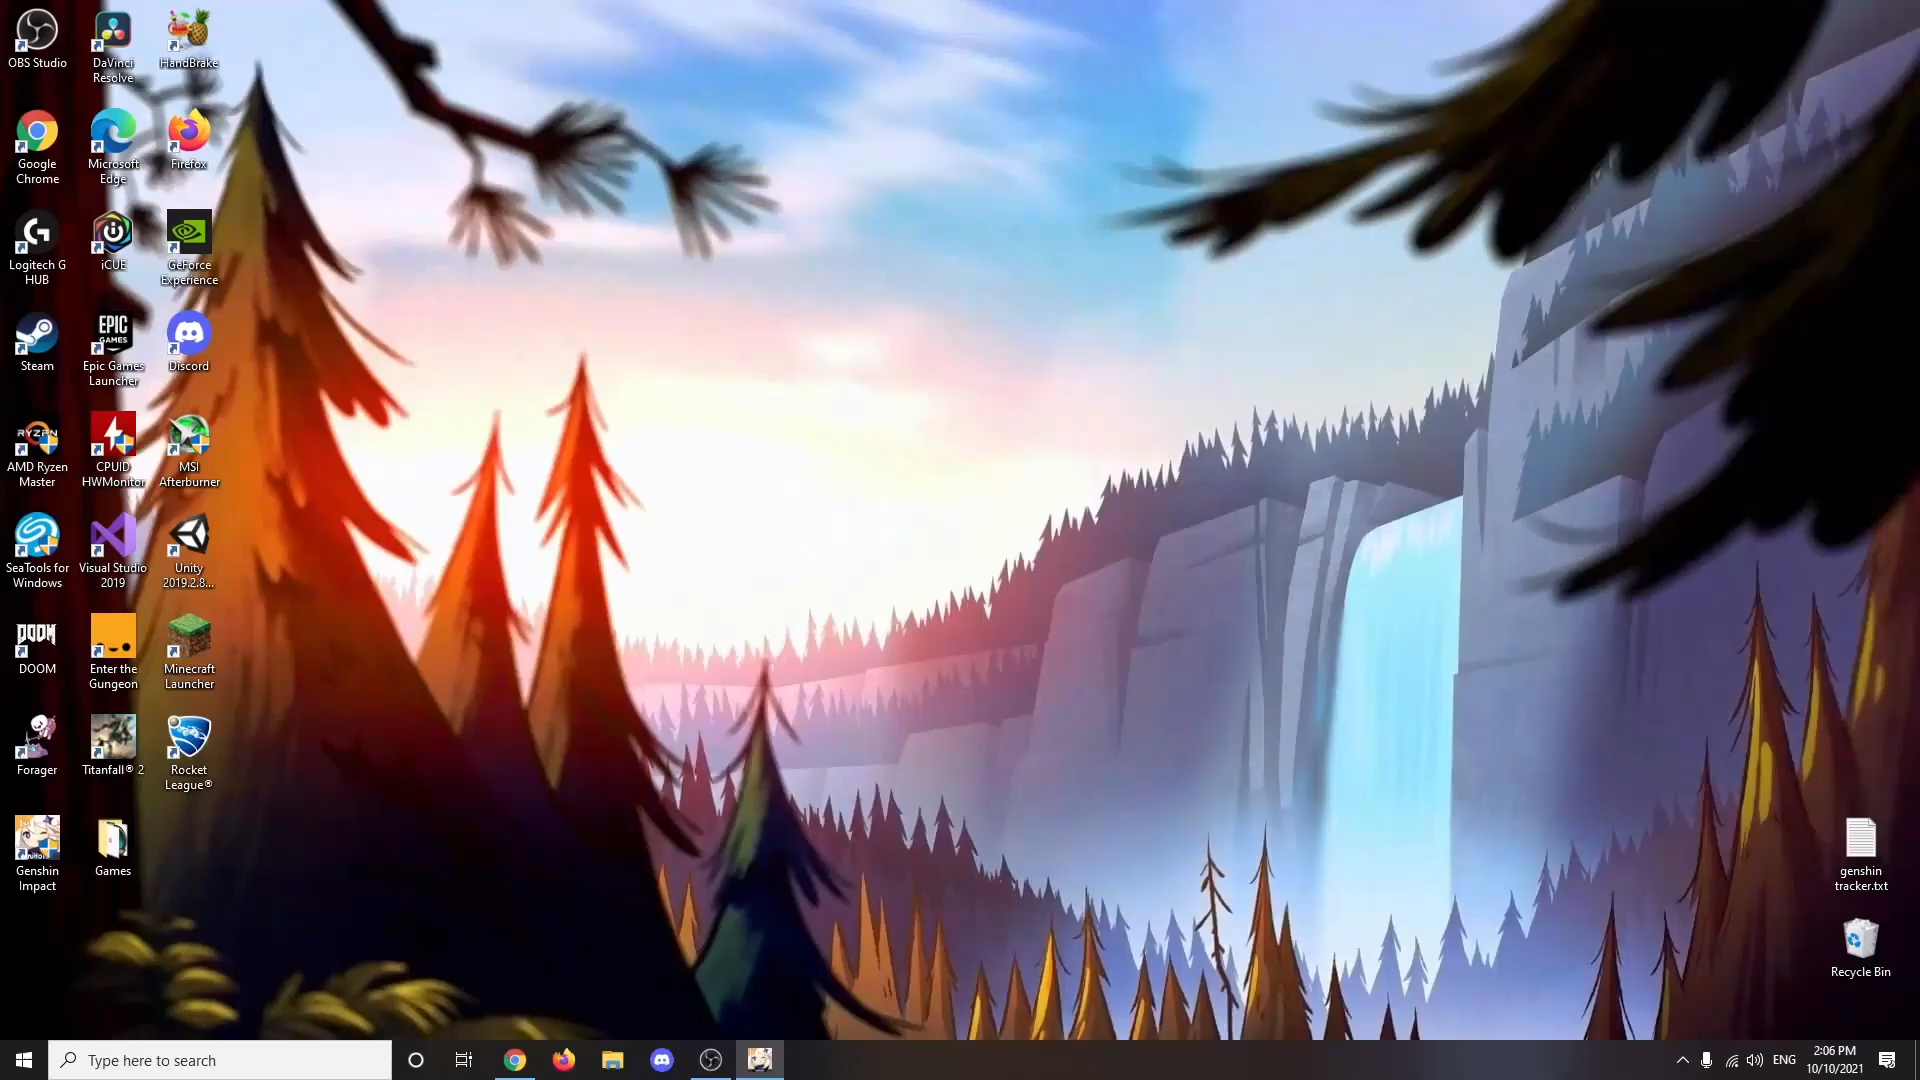 OBS Studio
DaVinci
Resolve
HandBrake
Google
Chrome
Microsoft
Edge
Firefox
Logitech G
HUB
iCUE
GeForce
Experience
Steam
EPIC
GAMES
Epic Games
Launcher
Discord
RYZEN
AMD Ryzen
Master
CPUID
HWMonitor
MSI
Afterburner
SeaTools for
Windows
Visual Studio
2019
Unity
2019.2.8...
DOOM
DOOM
Enter the
Gungeon
Minecraft
Launcher
Forager
Titanfall® 2
Rocket
League®
Genshin
Impact
Games
genshin
tracker.txt
Recycle Bin
Type here to search
ENG
2:06 PM
10/10/2021